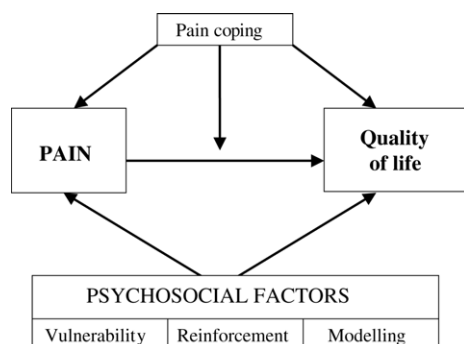 Pain coping
PAIN
Quality
of life
PSYCHOSOCIAL FACTORS
Vulnerability
Reinforcement
Modelling